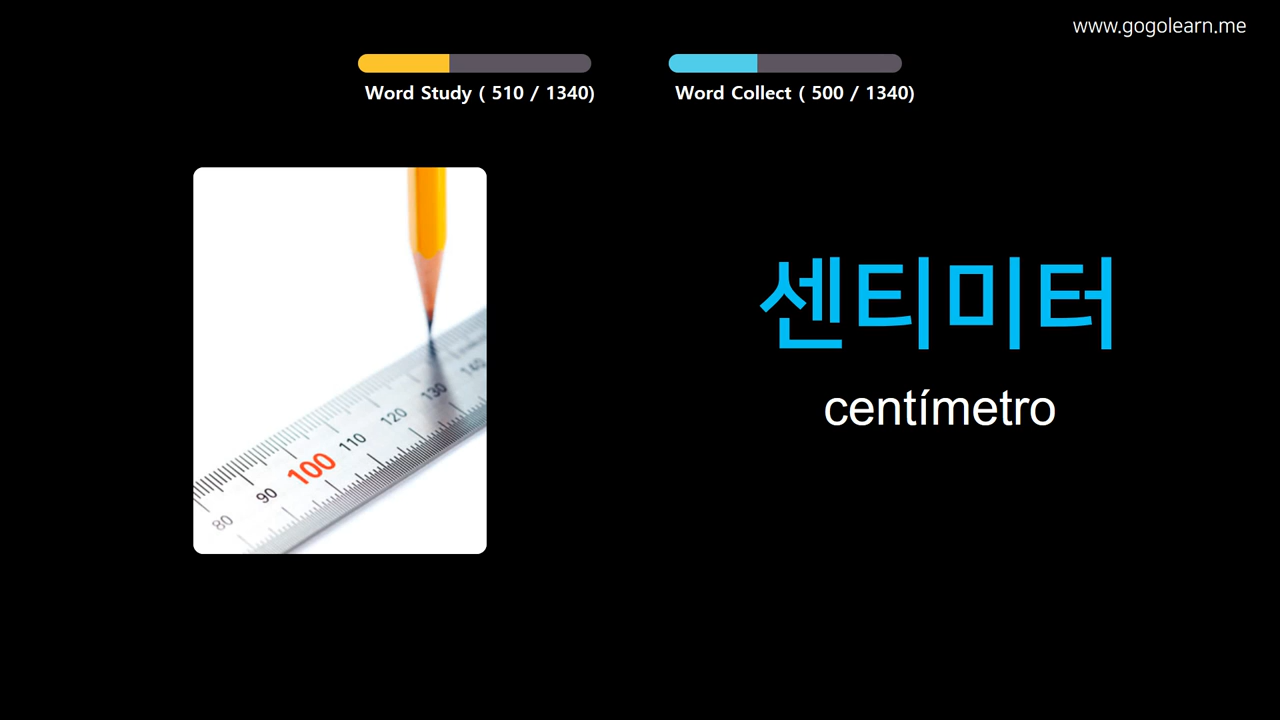 www.gogolearn.me
Word Study ( 510 / 1340)
Word Collect ( 500 / 1340)
센티미터
centímetro
80
90
100
110
120
130
140